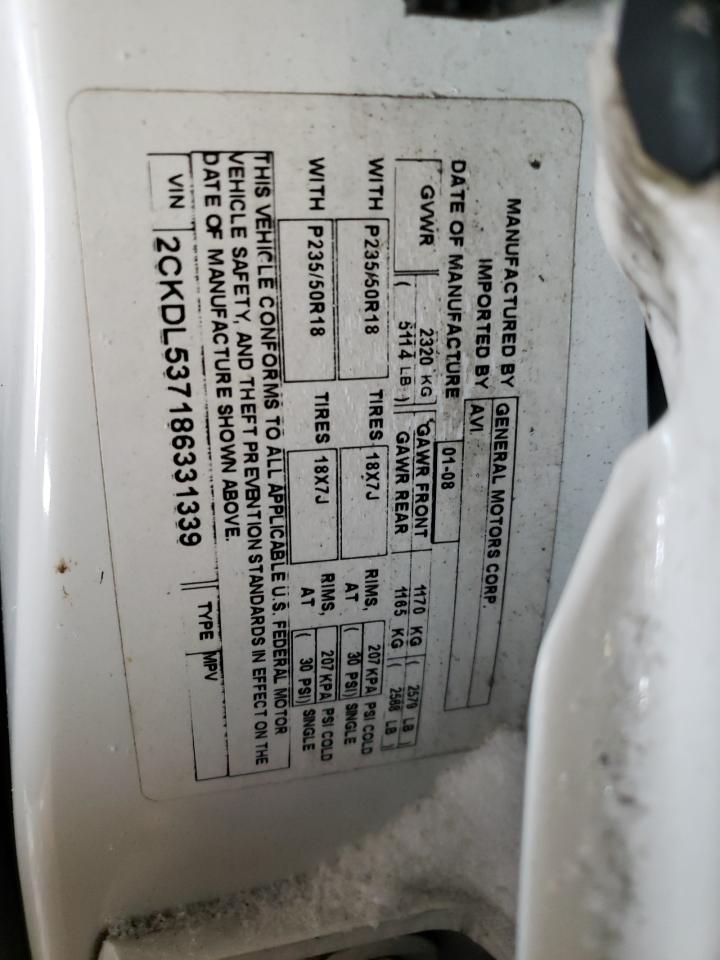 MANUFACTURED BY GENERAL MOTORS CORP.
IMPORTED BY AVI
DATE OF MANUFACTURE 01-08
GVWR 2320 KG GAWR FRONT 1170 KG ( 2579 LB )
( 5114 LB ) GAWR REAR 1165 KG ( 2568 LB )
WITH P235/50R18 TIRES 18X7J RIMS, 207 KPA PSI COLD
AT ( 30 PSI) SINGLE
WITH P235/50R18 TIRES 18X7J RIMS, 207 KPA PSI COLD
AT ( 30 PSI) SINGLE
THIS VEHICLE CONFORMS TO ALL APPLICABLE U.S. FEDERAL MOTOR
VEHICLE SAFETY, AND THEFT PREVENTION STANDARDS IN EFFECT ON THE
DATE OF MANUFACTURE SHOWN ABOVE.
VIN 2CKDL537186331339 TYPE MPV